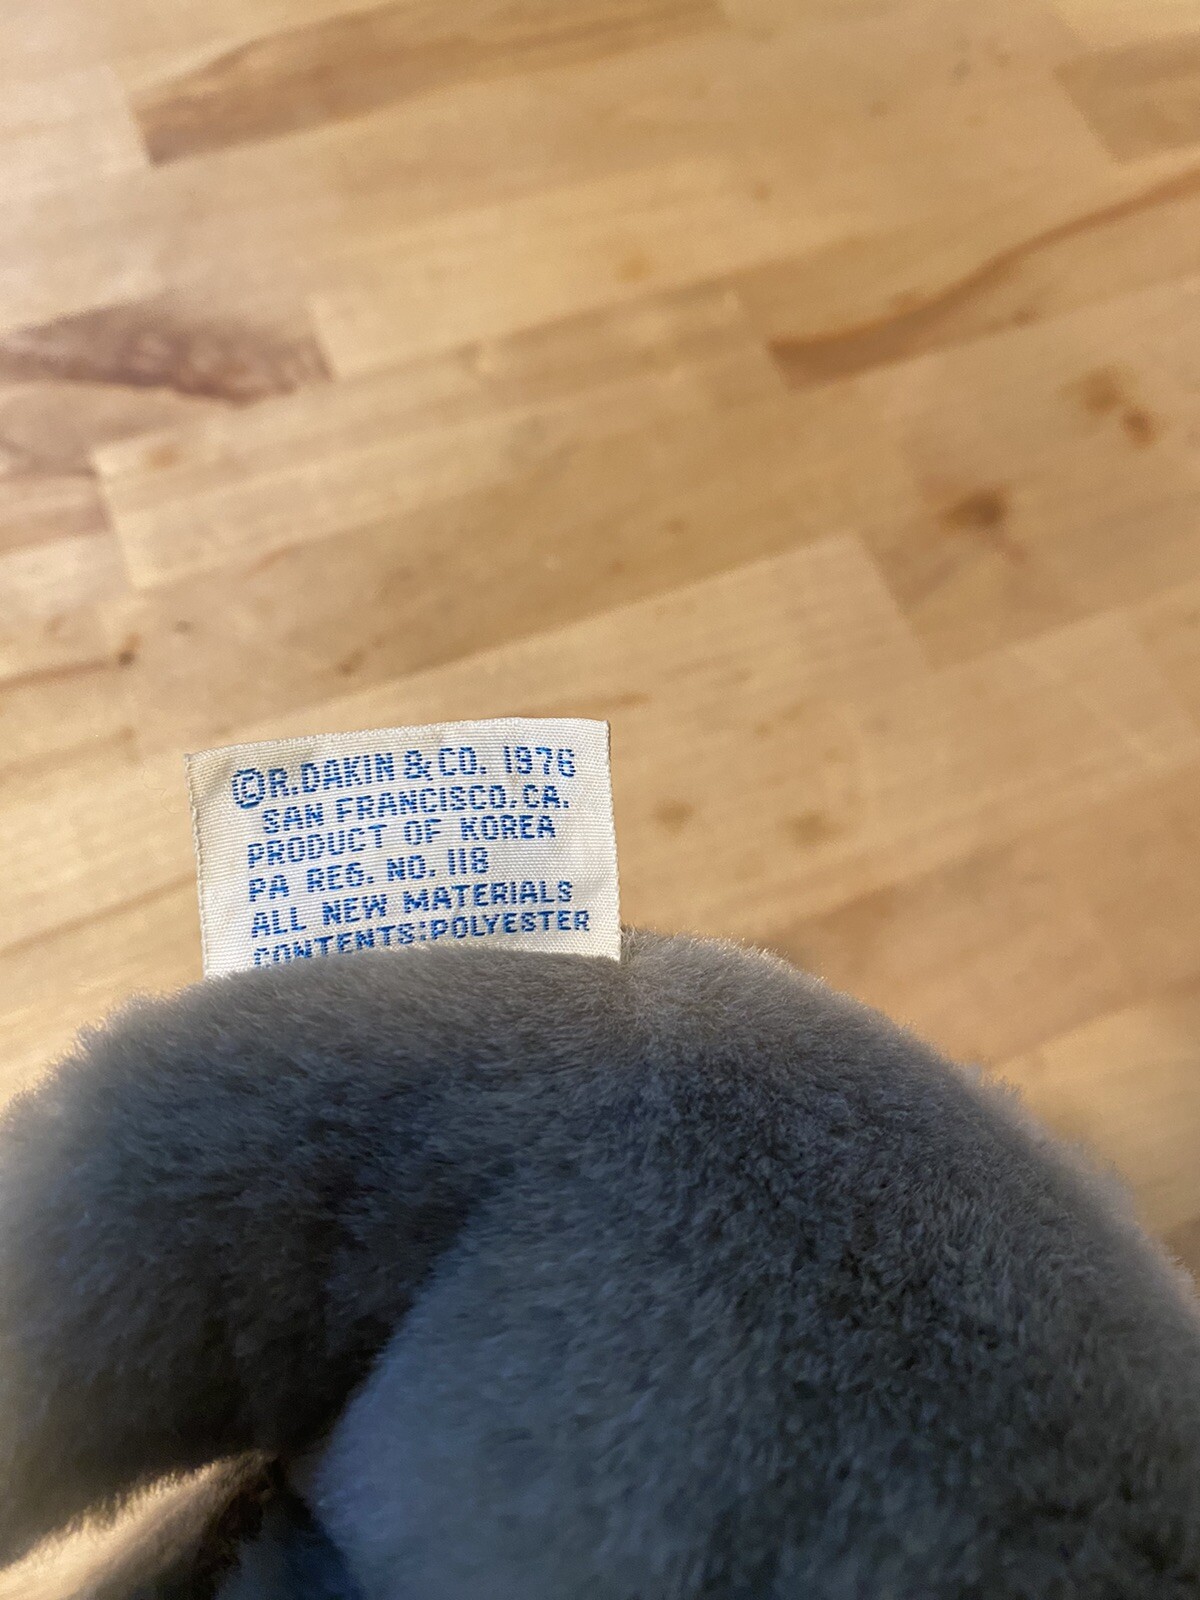 ©R. DAKIN & CO. 1976
SAN FRANCISCO, CA.
PRODUCT OF KOREA
PA REG. NO. 118
ALL NEW MATERIALS
CONTENTS: POLYESTER